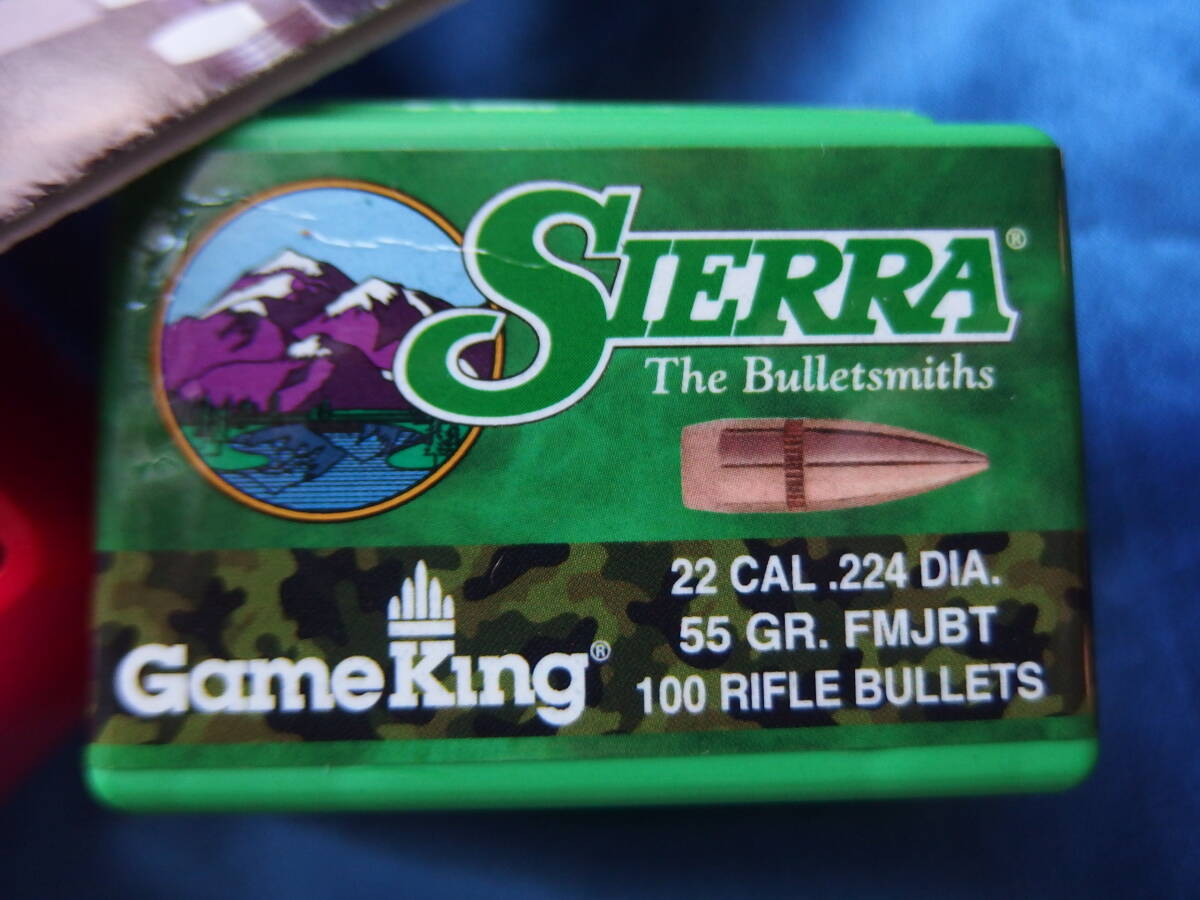 SIERRA®
The Bulletsmiths
22 CAL .224 DIA.
55 GR. FMJBT
100 RIFLE BULLETS
GameKing®